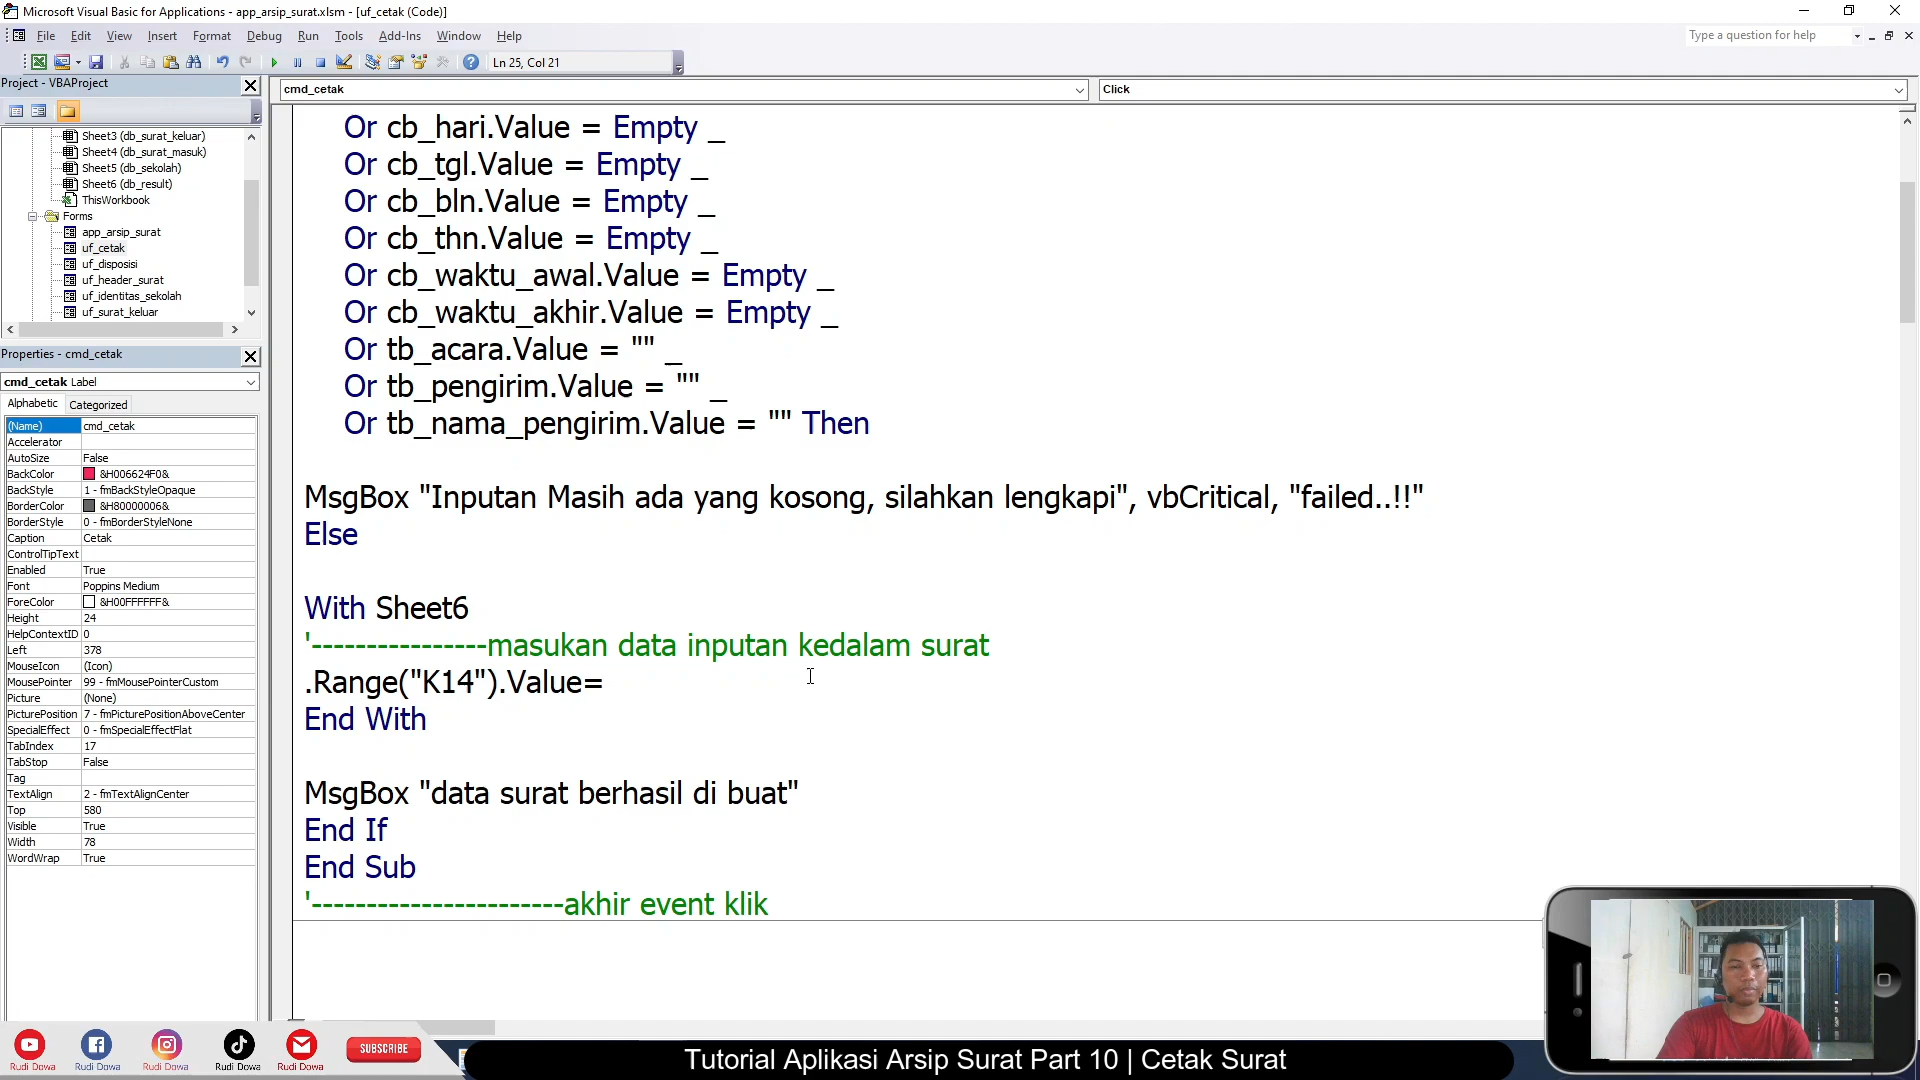 Microsoft Visual Basic for Applications - app_arsip_surat.xlsm - [uf_cetak (Code)]
File Edit View Insert Format Debug Run Tools Add-Ins Window Help
Type a question for help
Ln 25, Col 21
Project - VBAProject
Sheet3 (db_surat_keluar)
Sheet4 (db_surat_masuk)
Sheet5 (db_sekolah)
Sheet6 (db_result)
ThisWorkbook
Forms
app_arsip_surat
uf_cetak
uf_disposisi
uf_header_surat
uf_identitas_sekolah
uf_surat_keluar
Properties - cmd_cetak
cmd_cetak Label
Alphabetic Categorized
(Name) cmd_cetak
Accelerator
AutoSize False
BackColor &H006624F0&
BackStyle 1 - fmBackStyleOpaque
BorderColor &H80000006&
BorderStyle 0 - fmBorderStyleNone
Caption Cetak
ControlTipText
Enabled True
Font Poppins Medium
ForeColor &H00FFFFFF&
Height 24
HelpContextID 0
Left 378
MouseIcon (Icon)
MousePointer 99 - fmMousePointerCustom
Picture (None)
PicturePosition 7 - fmPicturePositionAboveCenter
SpecialEffect 0 - fmSpecialEffectFlat
TabIndex 17
TabStop False
Tag
TextAlign 2 - fmTextAlignCenter
Top 580
Visible True
Width 78
WordWrap True
cmd_cetak
Click
Or cb_hari.Value = Empty _
Or cb_tgl.Value = Empty _
Or cb_bln.Value = Empty _
Or cb_thn.Value = Empty _
Or cb_waktu_awal.Value = Empty _
Or cb_waktu_akhir.Value = Empty _
Or tb_acara.Value = "" _
Or tb_pengirim.Value = "" _
Or tb_nama_pengirim.Value = "" Then
MsgBox "Inputan Masih ada yang kosong, silahkan lengkapi", vbCritical, "failed..!!"
Else
With Sheet6
'----------------masukan data inputan kedalam surat
.Range("K14").Value=
End With
MsgBox "data surat berhasil di buat"
End If
End Sub
'-----------------------akhir event klik
Rudi Dowa
Rudi Dowa
Rudi Dowa
Rudi Dowa
Rudi Dowa
SUBSCRIBE
Tutorial Aplikasi Arsip Surat Part 10 | Cetak Surat